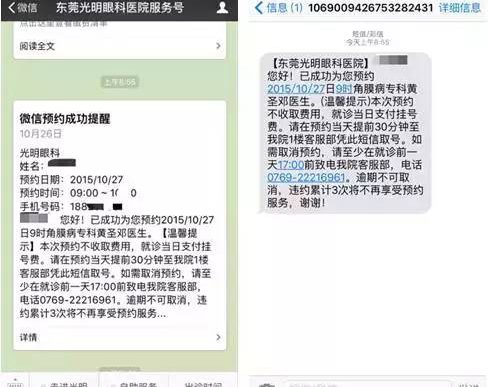 微信
东莞光明眼科医院服务号
阅读全文
上午8:55
微信预约成功提醒
10月26日
光明眼科
姓名：
预约日期：2015/10/27
预约时间：09:00 ~ 1 0
手机号码：188
您好！已成功为您预约2015/10/27
日9时角膜病专科黄圣邓医生。【温馨提
示】本次预约不收取费用，就诊当日支付挂
号费。请在预约当天提前30分钟至我院1楼
客服部凭此短信取号。如需取消预约，请至
少在就诊前一天17:00前致电我院客服部，
电话0769-22216961。逾期不可取消，违
约累计3次将不再享受预约服务...
详情
走进光明
自助服务
出诊时间
信息 (1)
1069009426753282431
详细信息
短信/彩信
今天上午8:55
【东莞光明眼科医院】
您好！已成功为您预约
2015/10/27日9时角膜病专科黄
圣邓医生。(温馨提示)本次预约
不收取费用，就诊当日支付挂号
费。请在预约当天提前30分钟至
我院1楼客服部凭此短信取号。如
需取消预约，请至少在就诊前一
天17:00前致电我院客服部，电话
0769-22216961。逾期不可取
消，违约累计3次将不再享受预约
服务，谢谢！